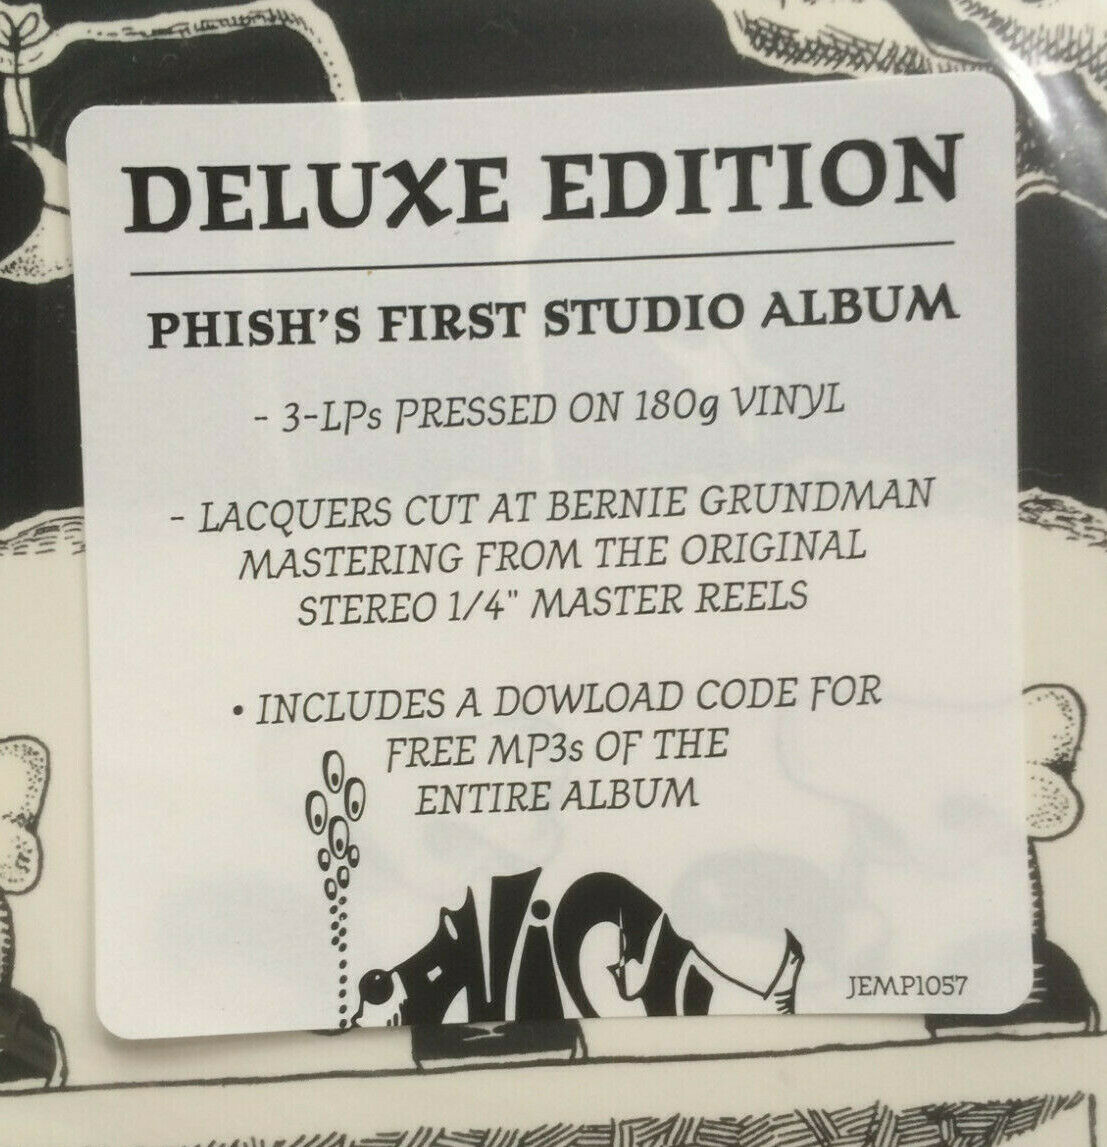 DELUXE EDITION
PHISH'S FIRST STUDIO ALBUM
- 3-LPs PRESSED ON 180g VINYL
- LACQUERS CUT AT BERNIE GRUNDMAN
MASTERING FROM THE ORIGINAL
STEREO 1/4" MASTER REELS
• INCLUDES A DOWLOAD CODE FOR
FREE MP3s OF THE
ENTIRE ALBUM
PHiSH
JEMP1057